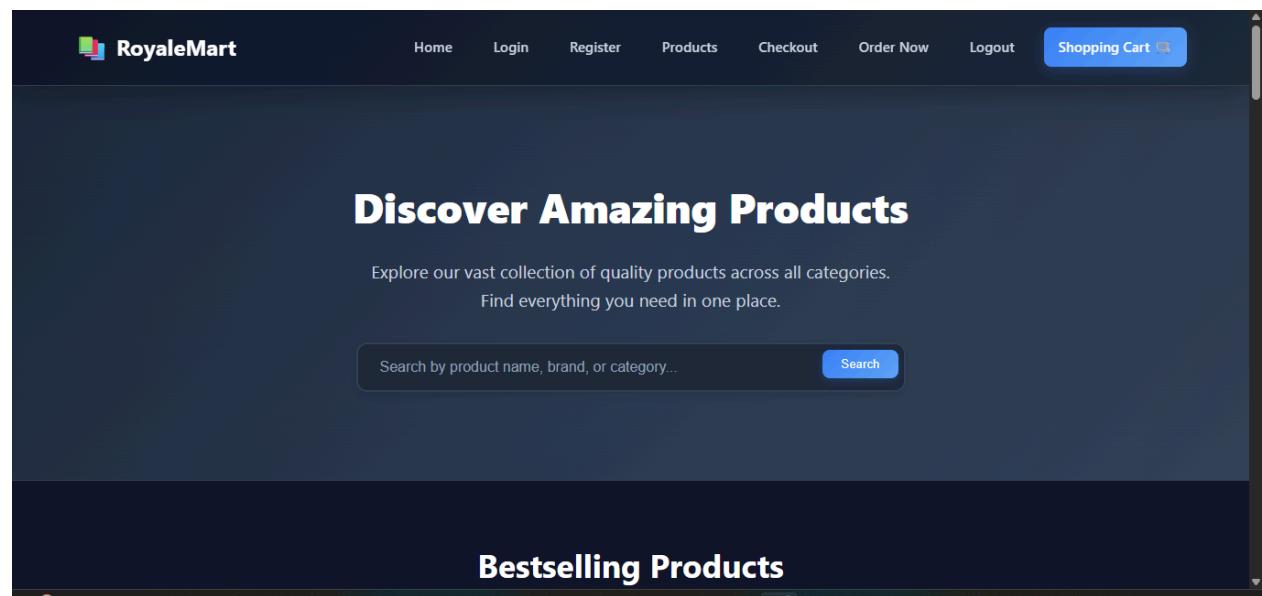 RoyaleMart
Home Login Register Products Checkout Order Now Logout Shopping Cart
Discover Amazing Products
Explore our vast collection of quality products across all categories.
Find everything you need in one place.
Search by product name, brand, or category... Search
Bestselling Products